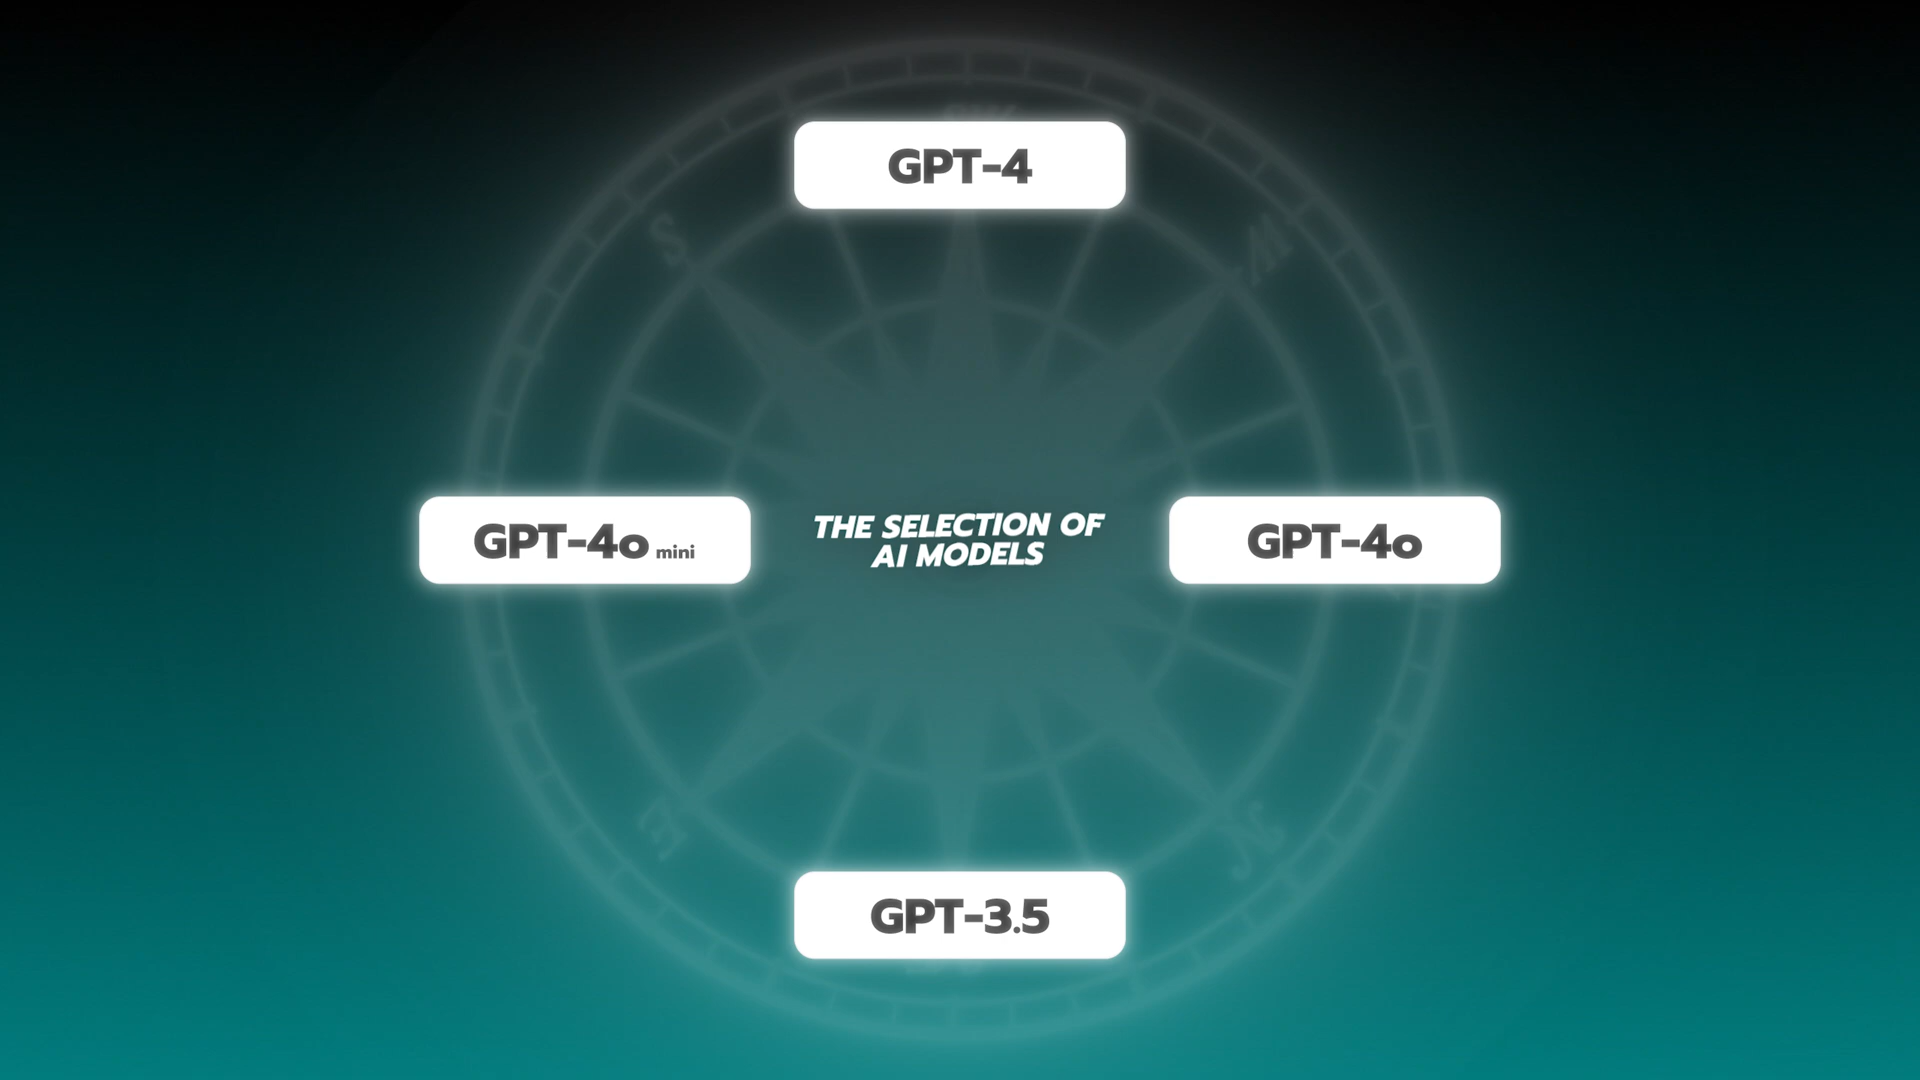 GPT-4
S
W
GPT-4o mini
THE SELECTION OF
AI MODELS
GPT-4o
E
N
GPT-3.5